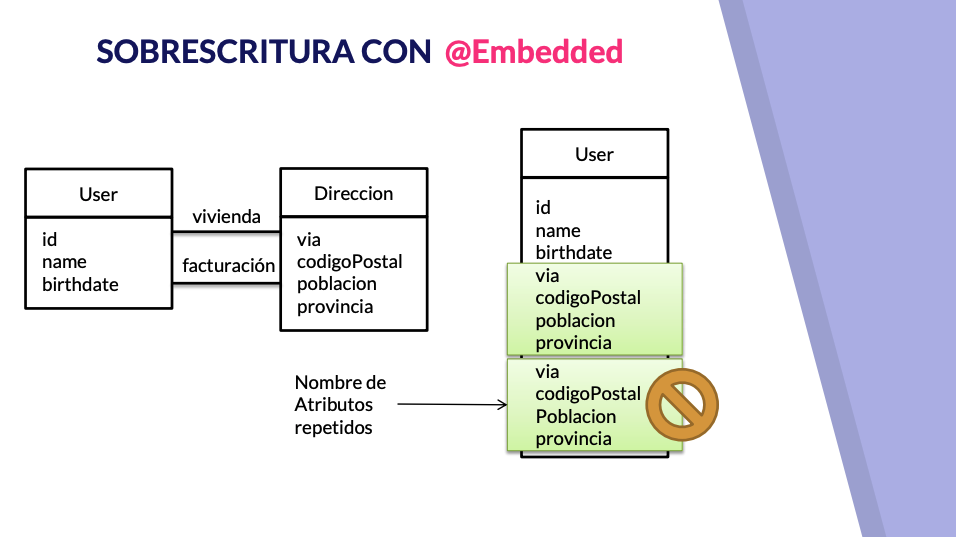 SOBRESCRITURA CON @Embedded
User
id
name
birthdate
vivienda
facturación
Direccion
via
codigoPostal
poblacion
provincia
User
id
name
birthdate
via
codigoPostal
poblacion
provincia
via
codigoPostal
Poblacion
provincia
Nombre de
Atributos
repetidos